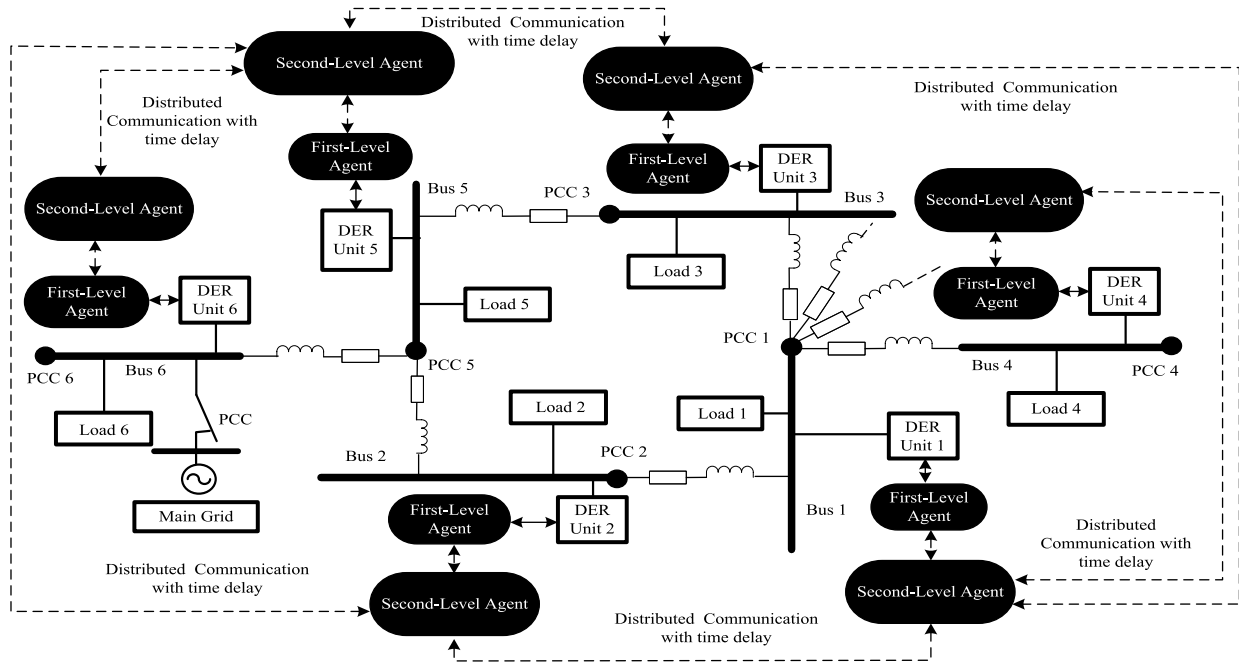 Distributed Communication
with time delay
Second-Level Agent
Second-Level Agent
Distributed Communication
with time delay
Distributed
Communication with
time delay
First-Level
Agent
First-Level
Agent
DER
Unit 3
Second-Level Agent
Bus 5
PCC 3
Bus 3
Second-Level Agent
DER
Unit 5
Load 3
First-Level
Agent
DER
Unit 6
First-Level
Agent
DER
Unit 4
Load 5
PCC 1
PCC 6
Bus 6
PCC 5
Bus 4
PCC 4
Load 6
PCC
Load 2
Load 1
Load 4
DER
Unit 1
Bus 2
PCC 2
Main Grid
First-Level
Agent
DER
Unit 2
Bus 1
First-Level
Agent
Distributed Communication
with time delay
Second-Level Agent
Second-Level Agent
Distributed
Communication with
time delay
Distributed Communication
with time delay